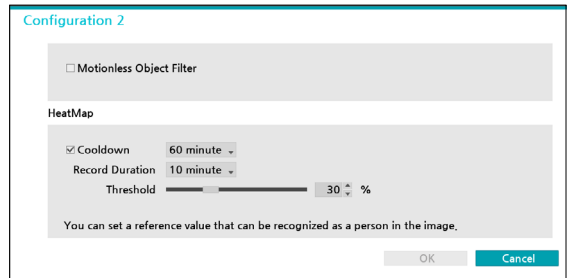 Configuration 2
Motionless Object Filter
HeatMap
Cooldown 60 minute
Record Duration 10 minute
Threshold 30 %
You can set a reference value that can be recognized as a person in the image.
OK Cancel